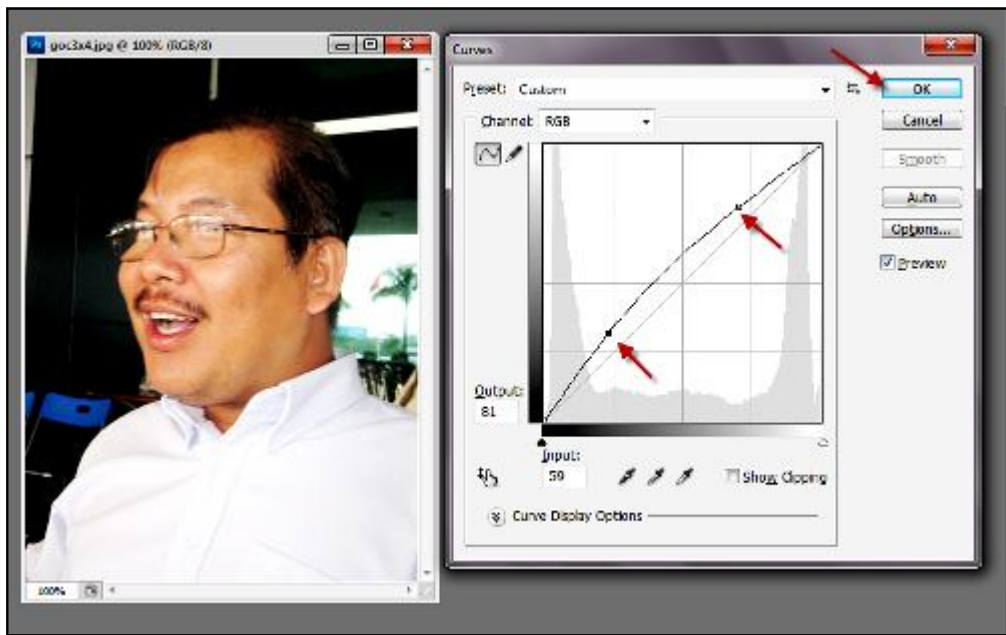 Ps goc3x4.jpg @ 100% (RGB/8)
100%
Curves
Preset: Custom
OK
Channel: RGB
Cancel
Smooth
Auto
Options...
Preview
Output:
81
Input:
59
Show Clipping
Curve Display Options